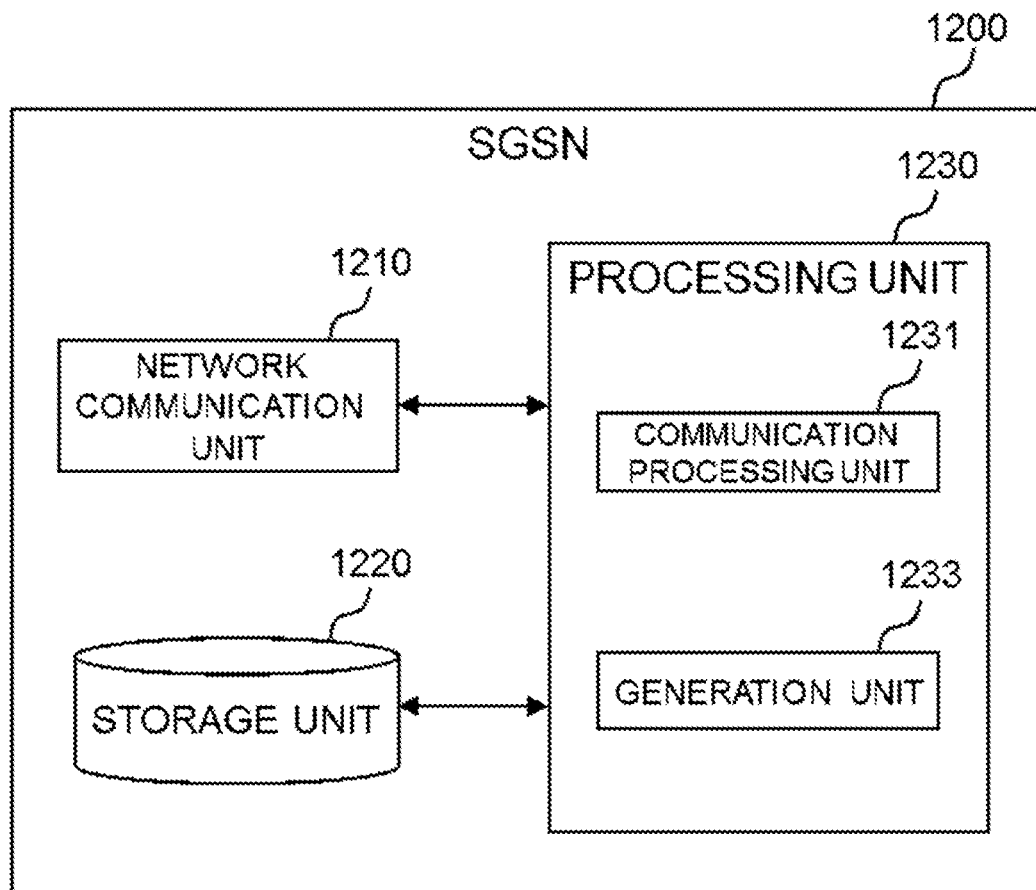 1200
SGSN
1230
1210
PROCESSING UNIT
1231
NETWORK
COMMUNICATION
UNIT
COMMUNICATION
PROCESSING UNIT
1220
1233
STORAGE UNIT
GENERATION UNIT